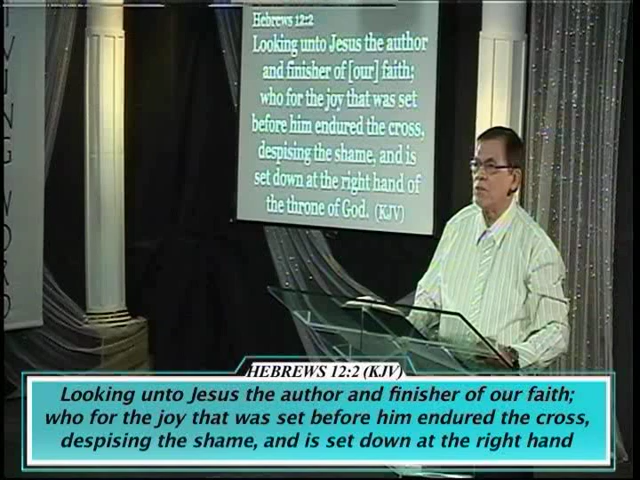 Hebrews 12:2
Looking unto Jesus the author
and finisher of [our] faith;
who for the joy that was set
before him endured the cross,
despising the shame, and is
set down at the right hand of
the throne of God. (KJV)
HEBREWS 12:2 (KJV)
Looking unto Jesus the author and finisher of our faith;
who for the joy that was set before him endured the cross,
despising the shame, and is set down at the right hand